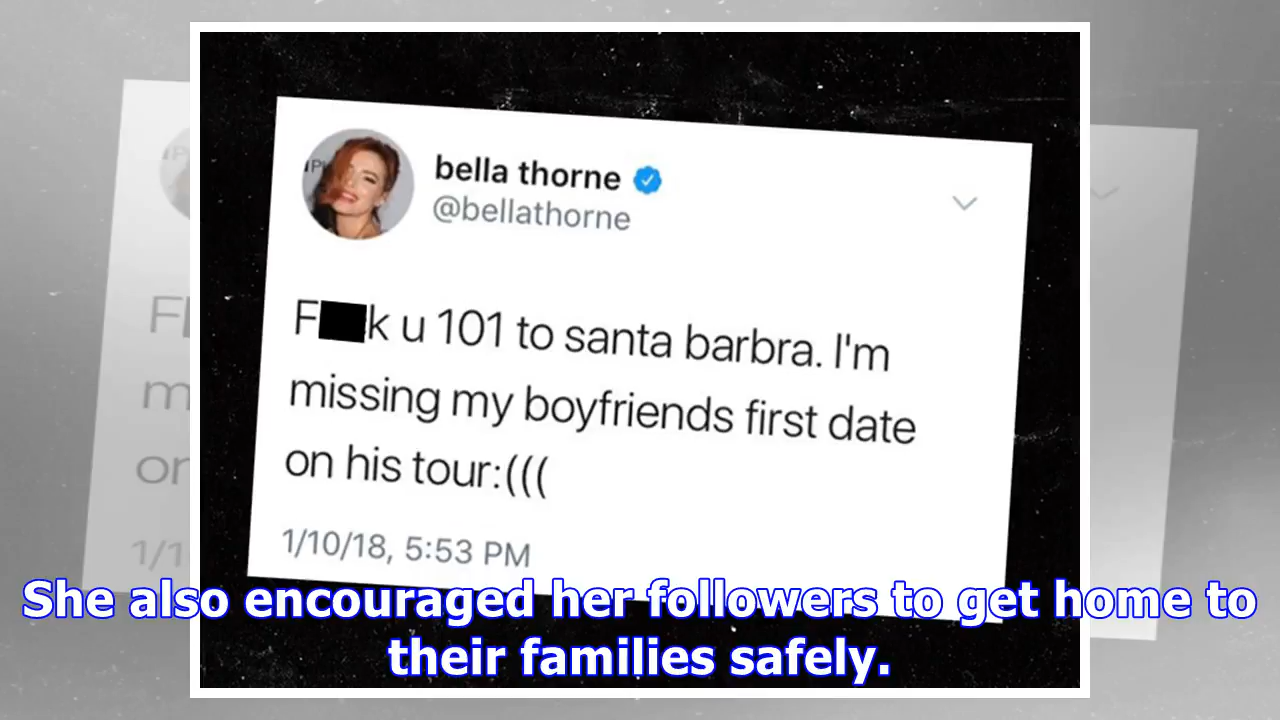 bella thorne
@bellathorne
F█k u 101 to santa barbra. I'm
missing my boyfriends first date
on his tour:(((
1/10/18, 5:53 PM
She also encouraged her followers to get home to
their families safely.